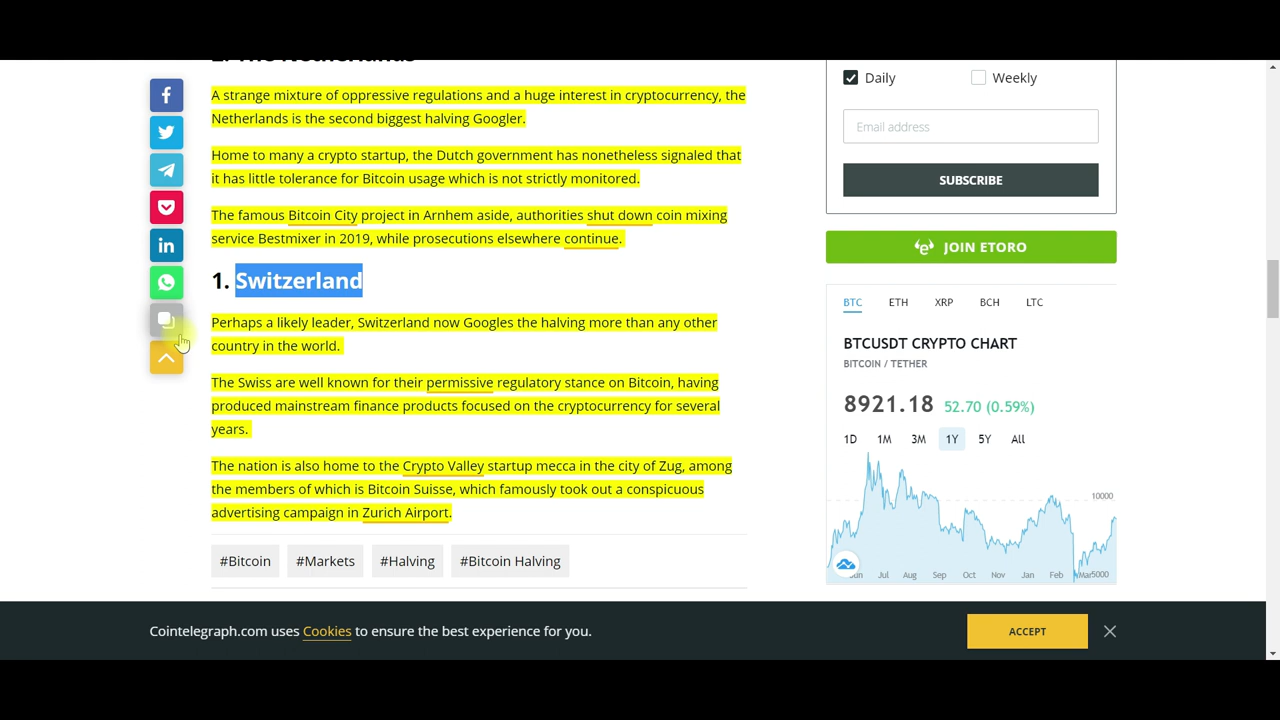 2. The Netherlands
A strange mixture of oppressive regulations and a huge interest in cryptocurrency, the
Netherlands is the second biggest halving Googler.
Home to many a crypto startup, the Dutch government has nonetheless signaled that
it has little tolerance for Bitcoin usage which is not strictly monitored.
The famous Bitcoin City project in Arnhem aside, authorities shut down coin mixing
service Bestmixer in 2019, while prosecutions elsewhere continue.
1. Switzerland
Perhaps a likely leader, Switzerland now Googles the halving more than any other
country in the world.
The Swiss are well known for their permissive regulatory stance on Bitcoin, having
produced mainstream finance products focused on the cryptocurrency for several
years.
The nation is also home to the Crypto Valley startup mecca in the city of Zug, among
the members of which is Bitcoin Suisse, which famously took out a conspicuous
advertising campaign in Zurich Airport.
#Bitcoin #Markets #Halving #Bitcoin Halving
Daily Weekly
Email address
SUBSCRIBE
JOIN ETORO
BTC ETH XRP BCH LTC
BTCUSDT CRYPTO CHART
BITCOIN / TETHER
8921.18 52.70 (0.59%)
1D 1M 3M 1Y 5Y All
10000
Jul Aug Sep Oct Nov Jan Feb Mar 5000
Cointelegraph.com uses Cookies to ensure the best experience for you.
ACCEPT